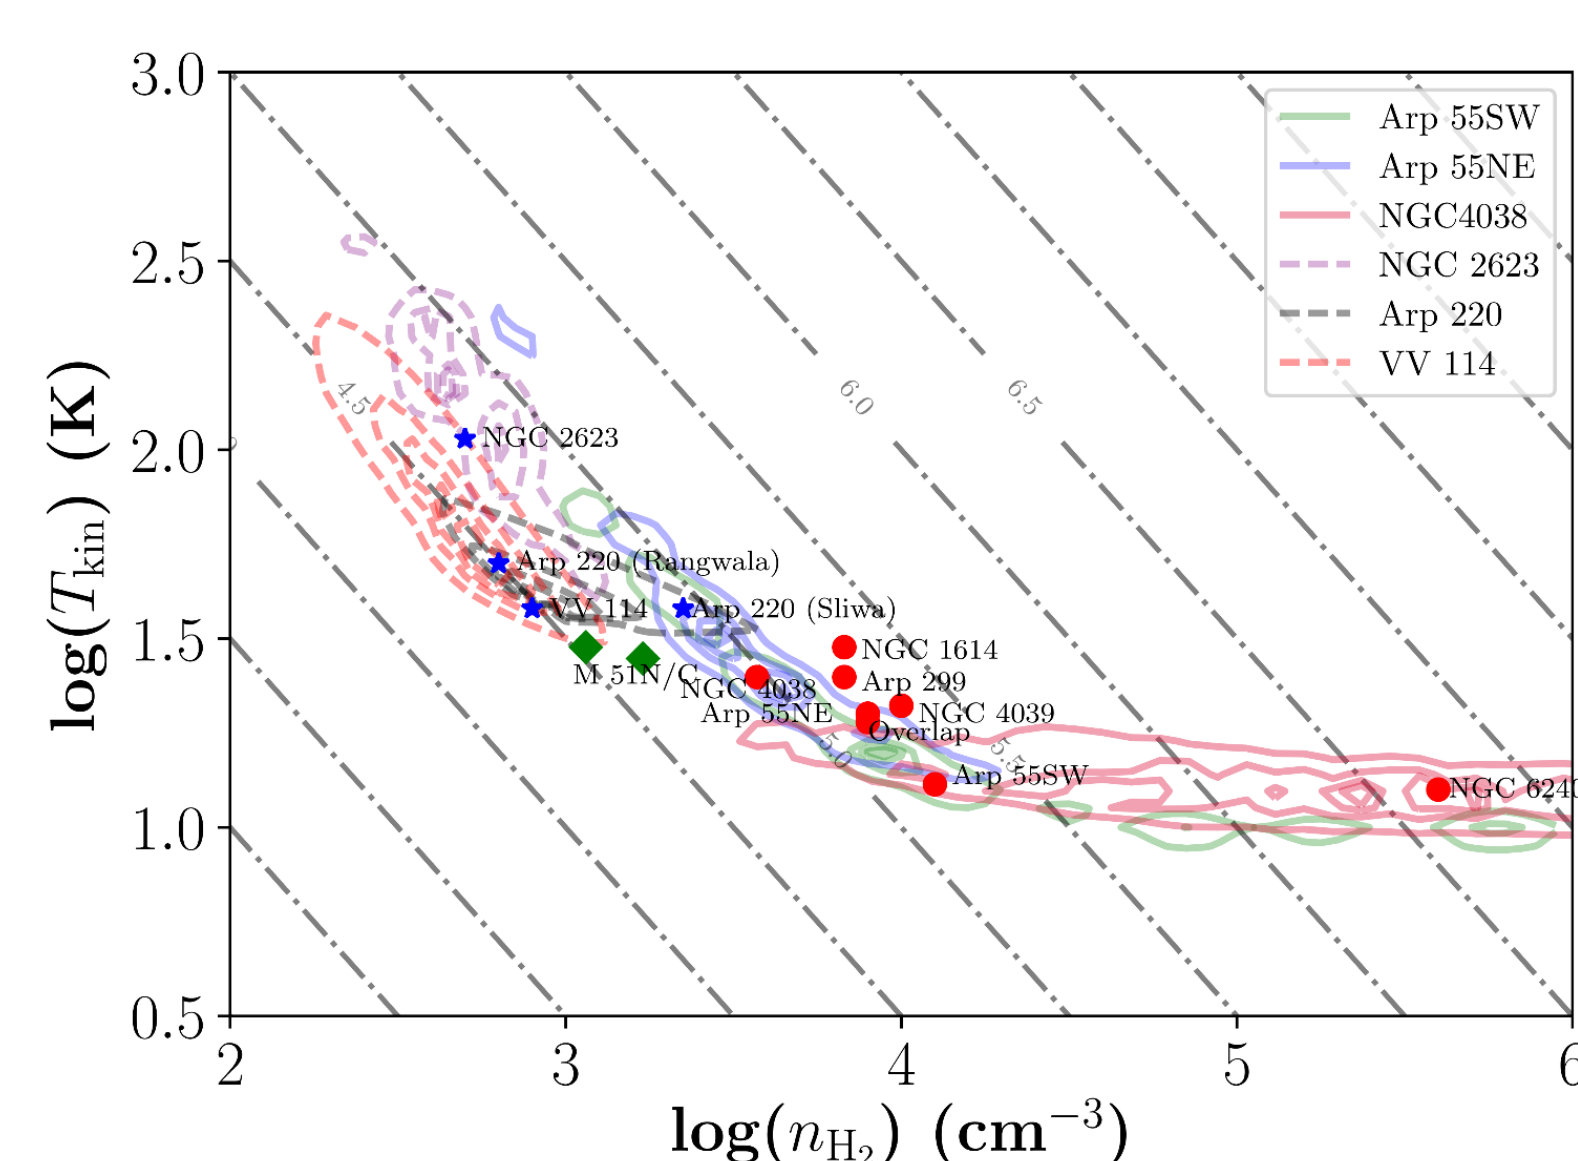 3.0
2.5
2.0
1.5
1.0
0.5
log(T_kin) (K)
2
3
4
5
6
log(n_H₂) (cm⁻³)
Arp 55SW
Arp 55NE
NGC4038
NGC 2623
Arp 220
VV 114
4.5
6.0
6.5
NGC 2623
Arp 220 (Rangwala)
VV 114
Arp 220 (Sliwa)
NGC 1614
M 51N/C
NGC 4038
Arp 299
Arp 55NE
NGC 4039
Overlap
5.0
5.5
Arp 55SW
NGC 6240